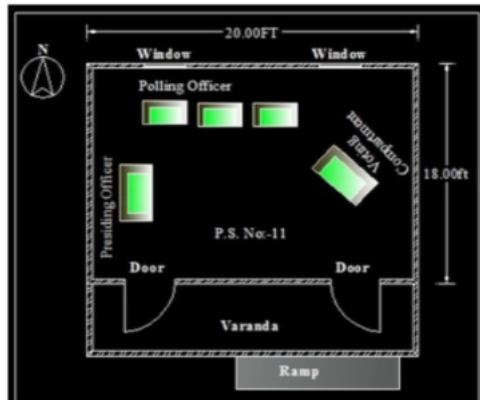 20.00FT
N
Window
Window
Polling Officer
Voting
Compartment
18.00ft
Presiding Officer
P.S. No:-11
Door
Door
Varanda
Ramp